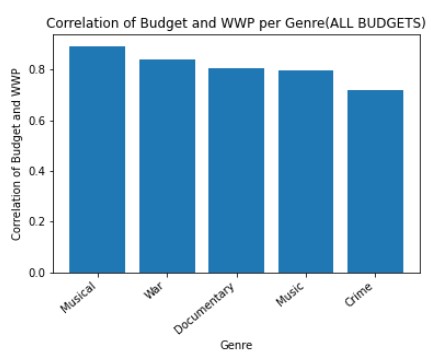 Correlation of Budget and WWP per Genre(ALL BUDGETS)
Correlation of Budget and WWP
0.8
0.6
0.4
0.2
0.0
Musical
War
Documentary
Music
Crime
Genre